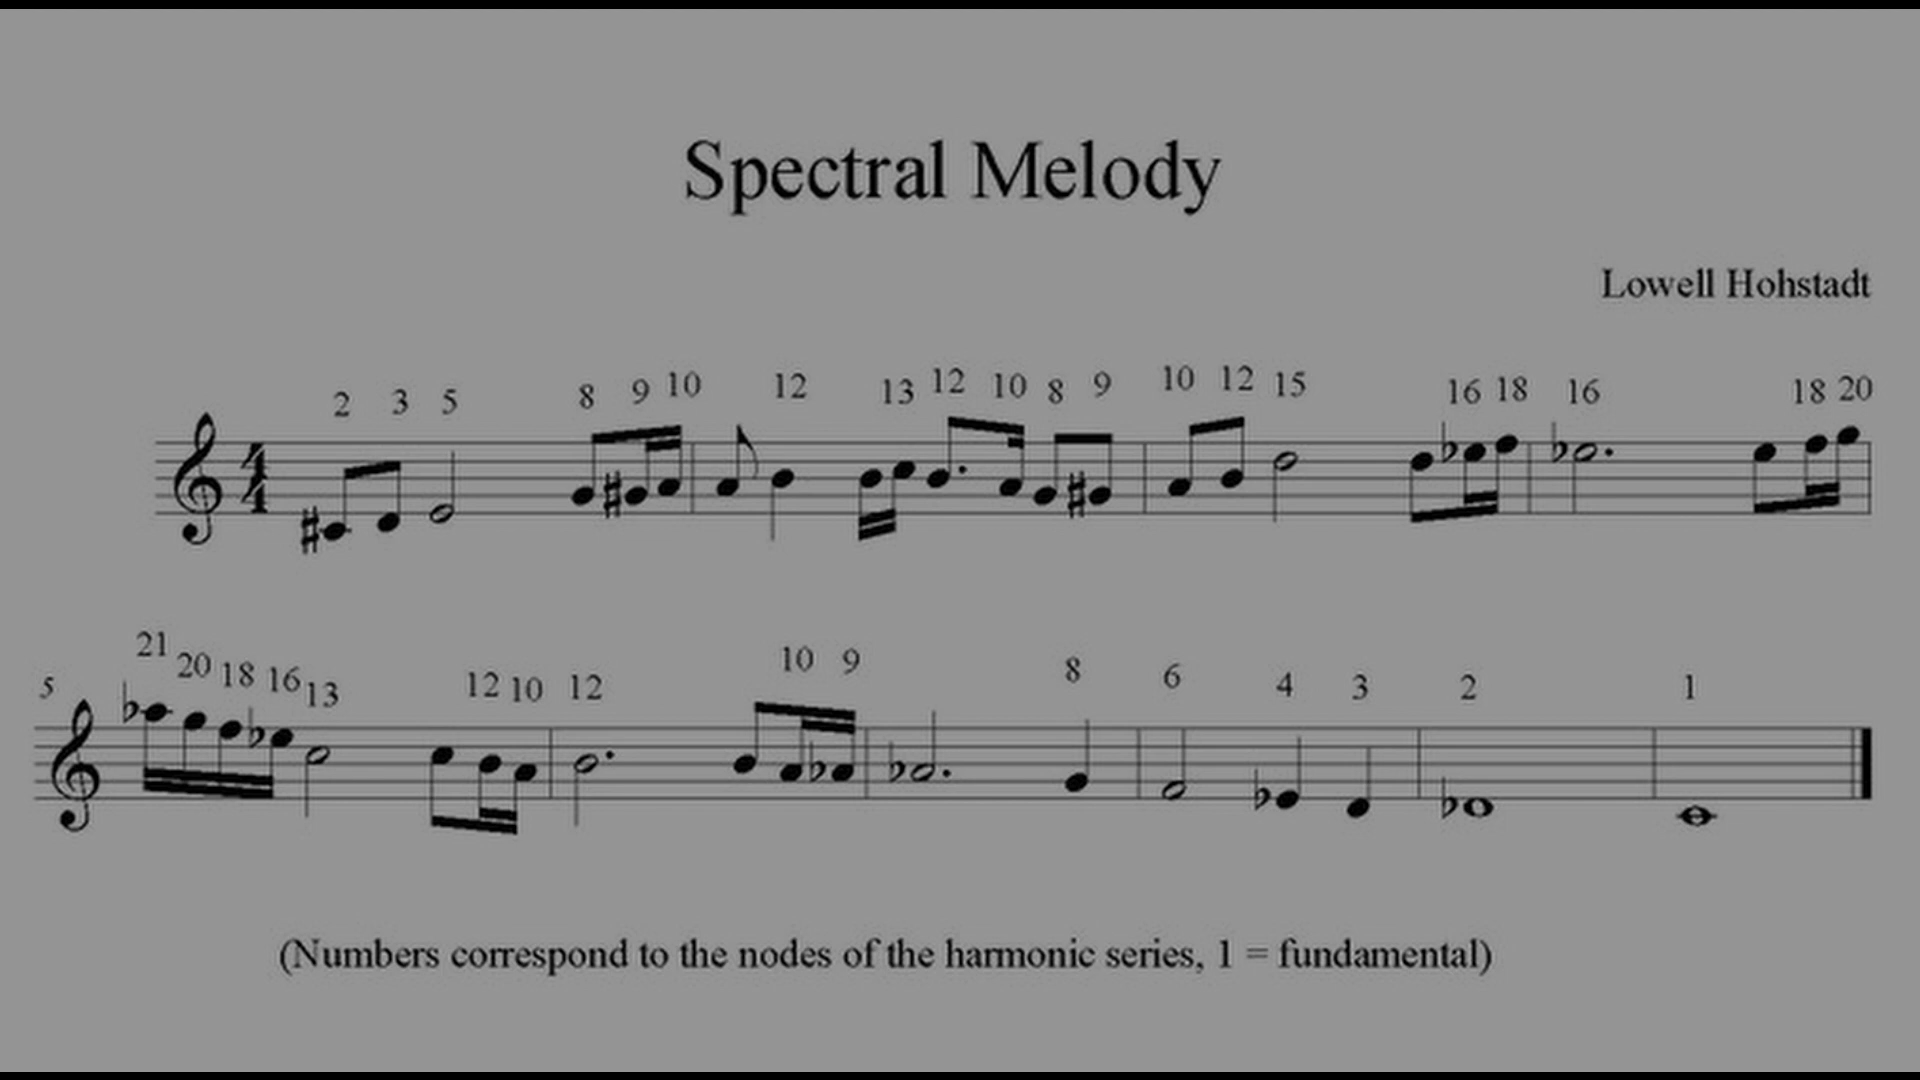 Spectral Melody
Lowell Hohstadt
2 3 5 8 9 10 12 13 12 10 8 9 10 12 15 16 18 16 18 20
4
4
21 20 18 16 13 12 10 12 10 9 8 6 4 3 2 1
5
(Numbers correspond to the nodes of the harmonic series, 1 = fundamental)